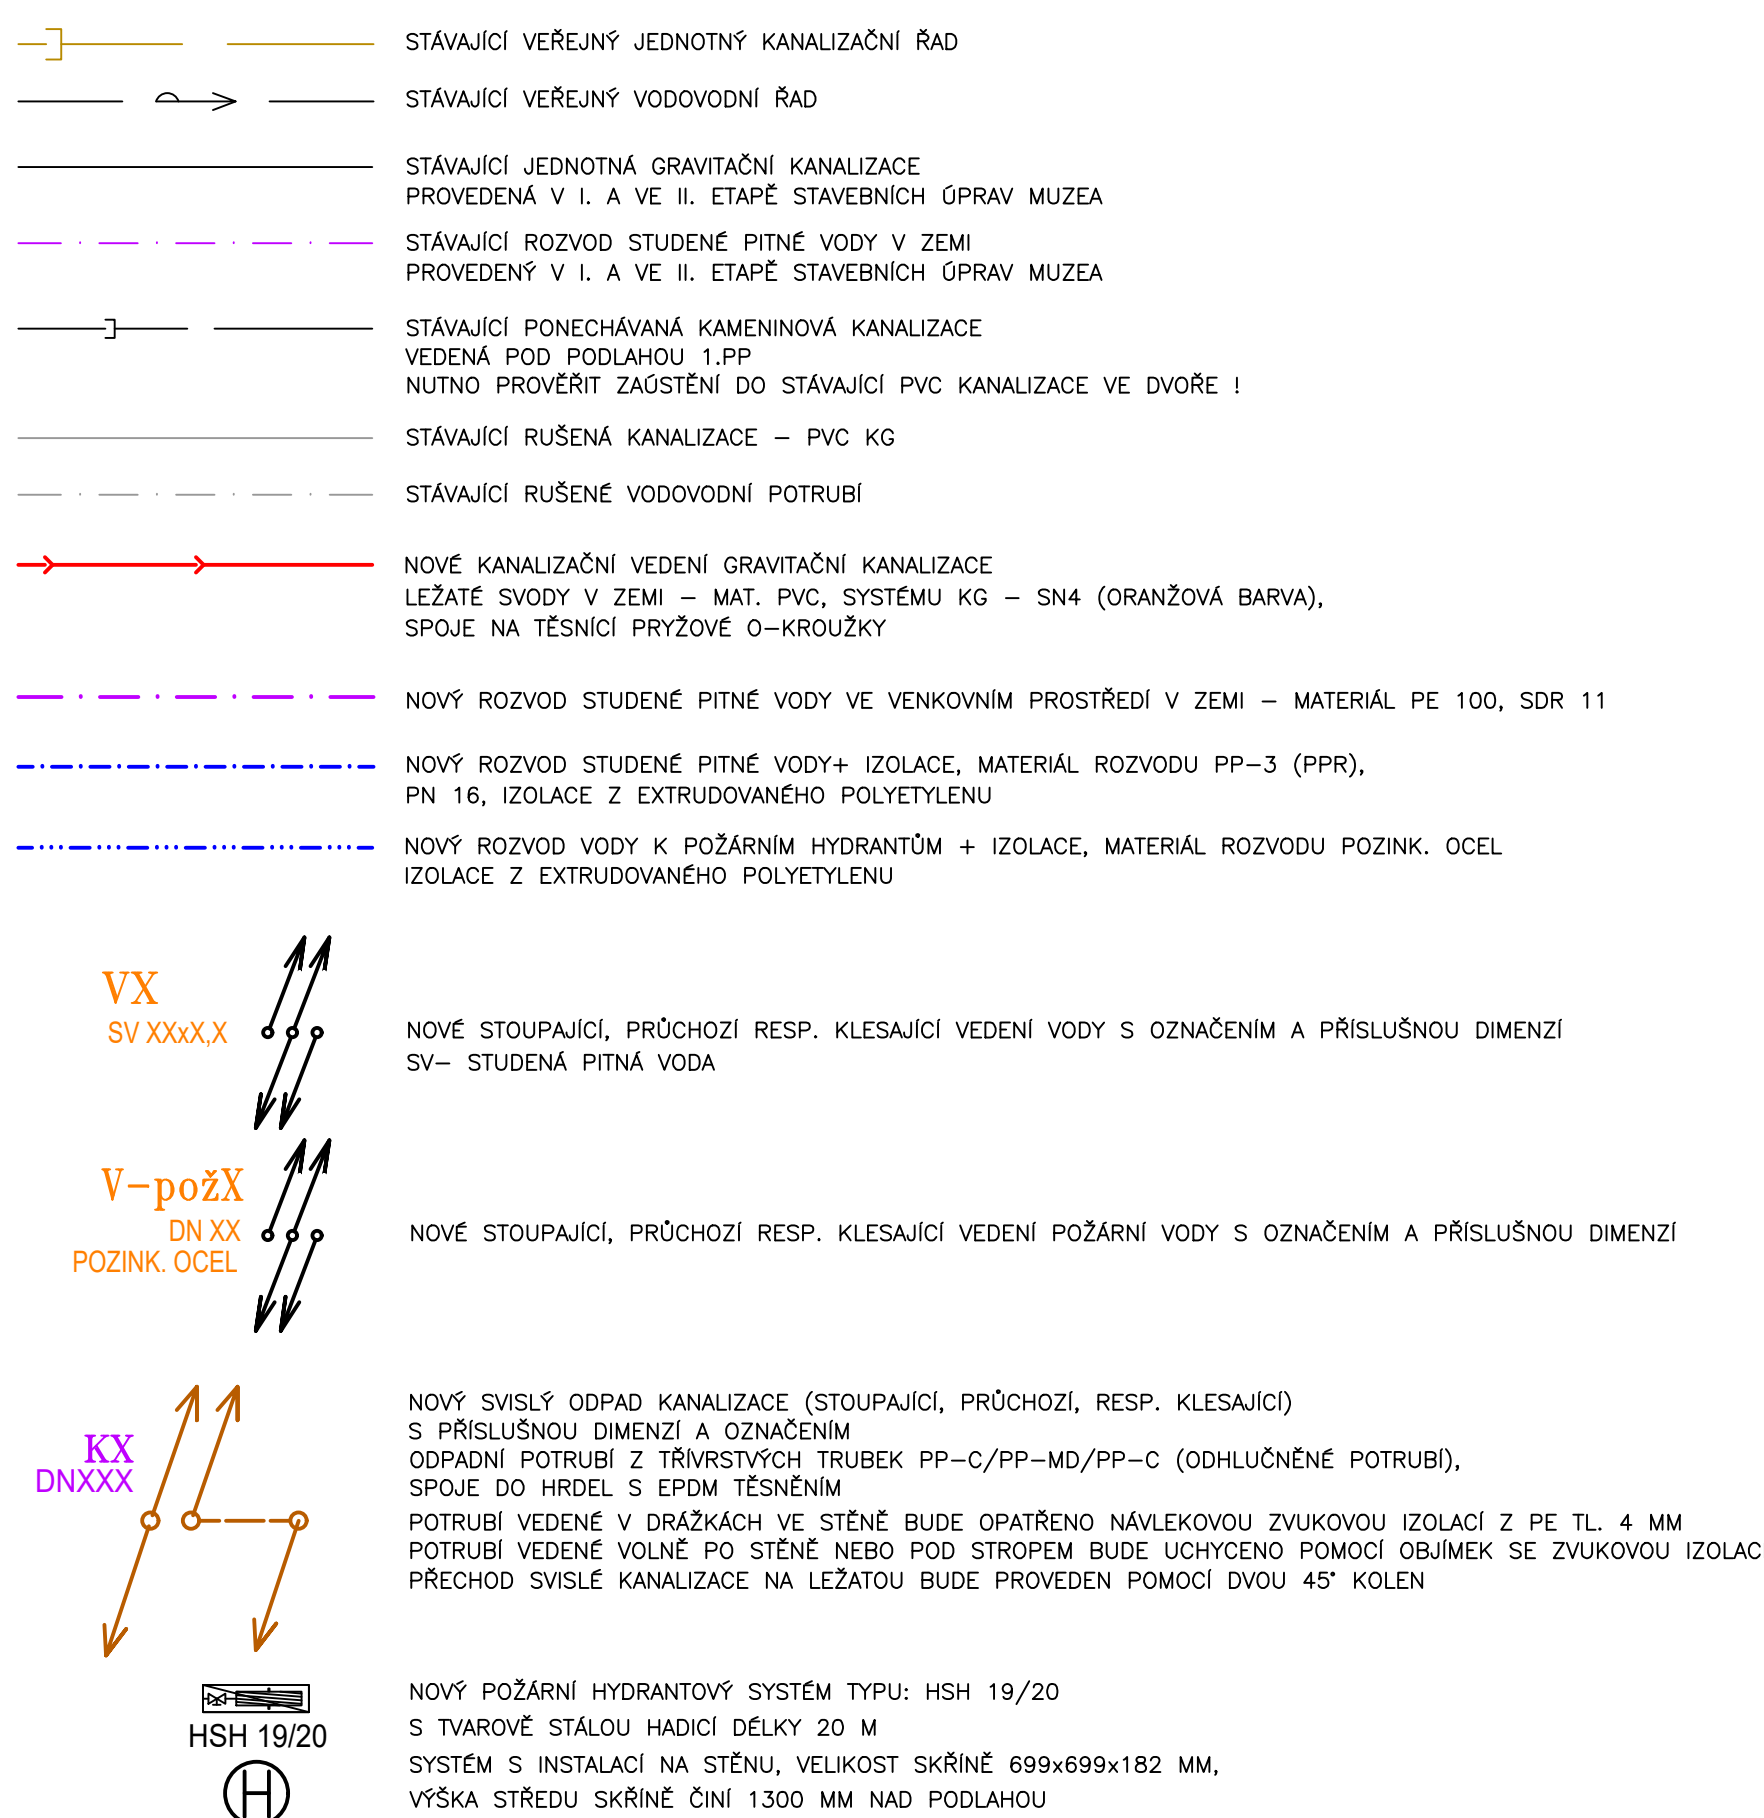 STÁVAJÍCÍ VEŘEJNÝ JEDNOTNÝ KANALIZAČNÍ ŘAD
STÁVAJÍCÍ VEŘEJNÝ VODOVODNÍ ŘAD
STÁVAJÍCÍ JEDNOTNÁ GRAVITAČNÍ KANALIZACE
PROVEDENÁ V I. A VE II. ETAPĚ STAVEBNÍCH ÚPRAV MUZEA
STÁVAJÍCÍ ROZVOD STUDENÉ PITNÉ VODY V ZEMI
PROVEDENÝ V I. A VE II. ETAPĚ STAVEBNÍCH ÚPRAV MUZEA
STÁVAJÍCÍ PONECHÁVANÁ KAMENINOVÁ KANALIZACE
VEDENÁ POD PODLAHOU 1.PP
NUTNO PROVĚŘIT ZAÚSTĚNÍ DO STÁVAJÍCÍ PVC KANALIZACE VE DVOŘE !
STÁVAJÍCÍ RUŠENÁ KANALIZACE – PVC KG
STÁVAJÍCÍ RUŠENÉ VODOVODNÍ POTRUBÍ
NOVÉ KANALIZAČNÍ VEDENÍ GRAVITAČNÍ KANALIZACE
LEŽATÉ SVODY V ZEMI – MAT. PVC, SYSTÉMU KG – SN4 (ORANŽOVÁ BARVA),
SPOJE NA TĚSNÍCÍ PRYŽOVÉ O–KROUŽKY
NOVÝ ROZVOD STUDENÉ PITNÉ VODY VE VENKOVNÍM PROSTŘEDÍ V ZEMI – MATERIÁL PE 100, SDR 11
NOVÝ ROZVOD STUDENÉ PITNÉ VODY+ IZOLACE, MATERIÁL ROZVODU PP–3 (PPR),
PN 16, IZOLACE Z EXTRUDOVANÉHO POLYETYLENU
NOVÝ ROZVOD VODY K POŽÁRNÍM HYDRANTŮM + IZOLACE, MATERIÁL ROZVODU POZINK. OCEL
IZOLACE Z EXTRUDOVANÉHO POLYETYLENU
VX
SV XXxX,X
NOVÉ STOUPAJÍCÍ, PRŮCHOZÍ RESP. KLESAJÍCÍ VEDENÍ VODY S OZNAČENÍM A PŘÍSLUŠNOU DIMENZÍ
SV– STUDENÁ PITNÁ VODA
V–požX
DN XX
POZINK. OCEL
NOVÉ STOUPAJÍCÍ, PRŮCHOZÍ RESP. KLESAJÍCÍ VEDENÍ POŽÁRNÍ VODY S OZNAČENÍM A PŘÍSLUŠNOU DIMENZÍ
KX
DNXXX
NOVÝ SVISLÝ ODPAD KANALIZACE (STOUPAJÍCÍ, PRŮCHOZÍ, RESP. KLESAJÍCÍ)
S PŘÍSLUŠNOU DIMENZÍ A OZNAČENÍM
ODPADNÍ POTRUBÍ Z TŘÍVRSTVÝCH TRUBEK PP–C/PP–MD/PP–C (ODHLUČNĚNÉ POTRUBÍ),
SPOJE DO HRDEL S EPDM TĚSNĚNÍM
POTRUBÍ VEDENÉ V DRÁŽKÁCH VE STĚNĚ BUDE OPATŘENO NÁVLEKOVOU ZVUKOVOU IZOLACÍ Z PE TL. 4 MM
POTRUBÍ VEDENÉ VOLNĚ PO STĚNĚ NEBO POD STROPEM BUDE UCHYCENO POMOCÍ OBJÍMEK SE ZVUKOVOU IZOLAC
PŘECHOD SVISLÉ KANALIZACE NA LEŽATOU BUDE PROVEDEN POMOCÍ DVOU 45° KOLEN
HSH 19/20
H
NOVÝ POŽÁRNÍ HYDRANTOVÝ SYSTÉM TYPU: HSH 19/20
S TVAROVĚ STÁLOU HADICÍ DÉLKY 20 M
SYSTÉM S INSTALACÍ NA STĚNU, VELIKOST SKŘÍNĚ 699x699x182 MM,
VÝŠKA STŘEDU SKŘÍNĚ ČINÍ 1300 MM NAD PODLAHOU